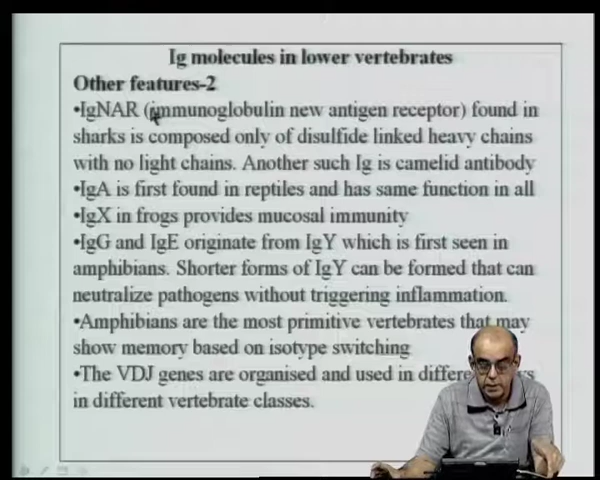 Ig molecules in lower vertebrates
Other features-2
•IgNAR (immunoglobulin new antigen receptor) found in
sharks is composed only of disulfide linked heavy chains
with no light chains. Another such Ig is camelid antibody
•IgA is first found in reptiles and has same function in all
•IgX in frogs provides mucosal immunity
•IgG and IgE originate from IgY which is first seen in
amphibians. Shorter forms of IgY can be formed that can
neutralize pathogens without triggering inflammation.
•Amphibians are the most primitive vertebrates that may
show memory based on isotype switching
•The VDJ genes are organised and used in
in different vertebrate classes.